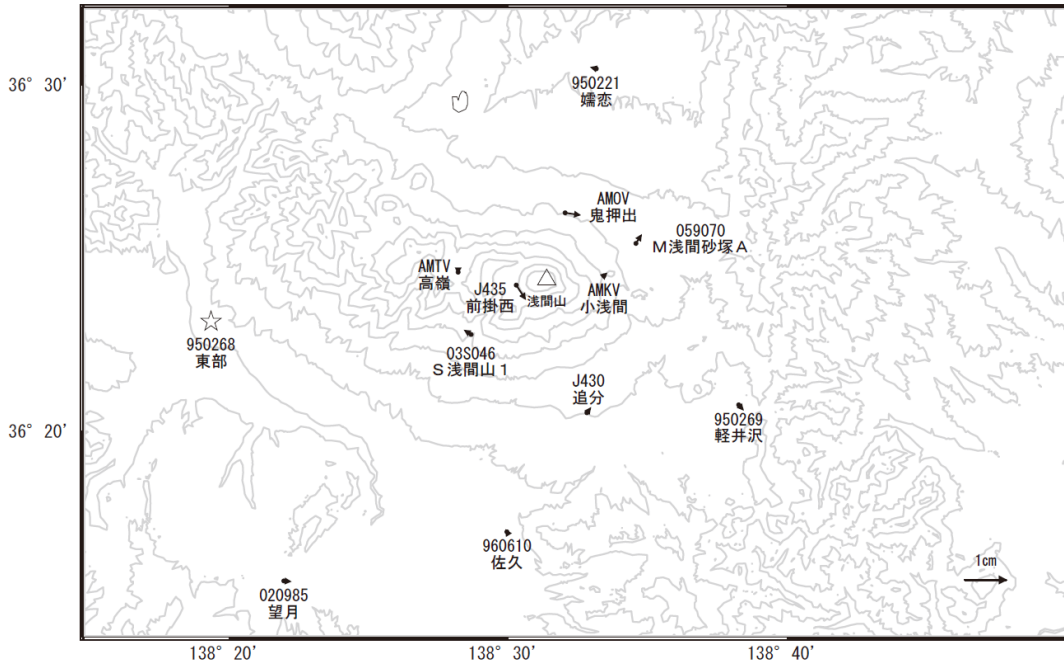 36° 30′
950221
嬬恋
AMOV
鬼押出
059070
M浅間砂塚A
AMTV
高嶺
J435
前掛西
浅間山
AMKV
小浅間
950268
東部
03S046
S浅間山1
J430
追分
950269
軽井沢
36° 20′
960610
佐久
1cm
020985
望月
138° 20′
138° 30′
138° 40′